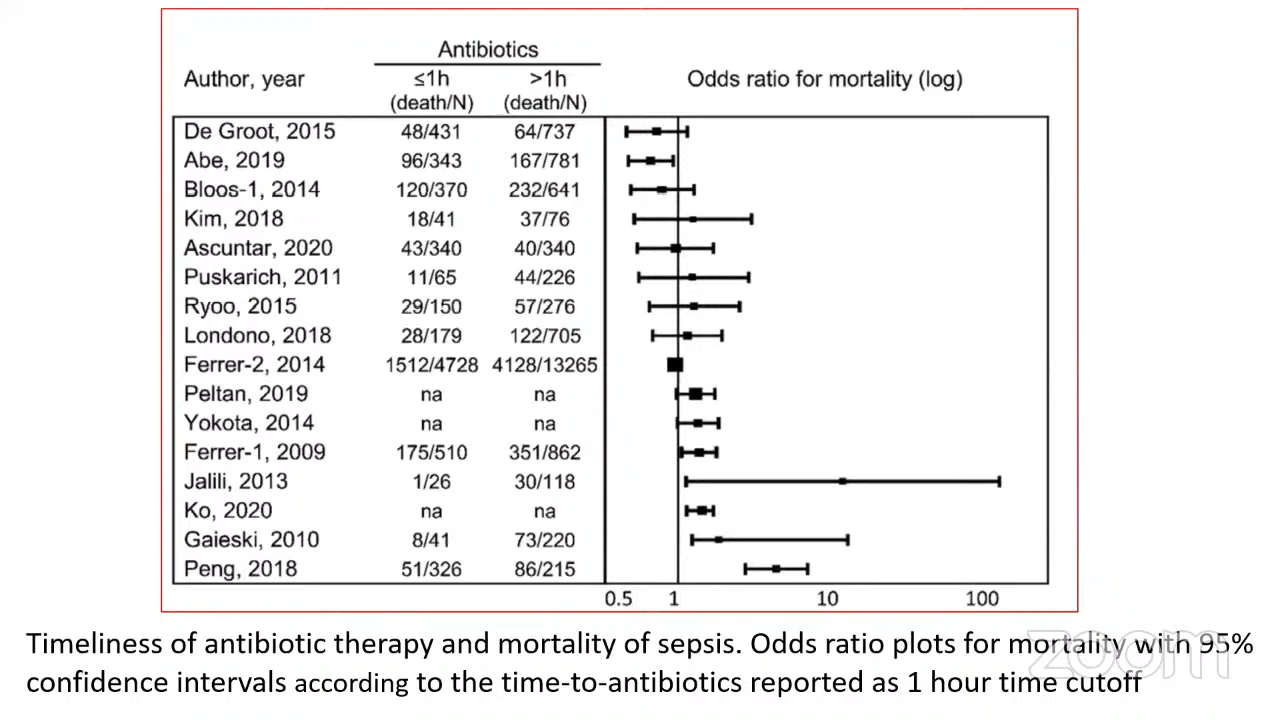 Antibiotics
Author, year ≤1h >1h Odds ratio for mortality (log)
(death/N) (death/N)
De Groot, 2015 48/431 64/737
Abe, 2019 96/343 167/781
Bloos-1, 2014 120/370 232/641
Kim, 2018 18/41 37/76
Ascuntar, 2020 43/340 40/340
Puskarich, 2011 11/65 44/226
Ryoo, 2015 29/150 57/276
Londono, 2018 28/179 122/705
Ferrer-2, 2014 1512/4728 4128/13265
Peltan, 2019 na na
Yokota, 2014 na na
Ferrer-1, 2009 175/510 351/862
Jalili, 2013 1/26 30/118
Ko, 2020 na na
Gaieski, 2010 8/41 73/220
Peng, 2018 51/326 86/215
0.5 1 10 100
Timeliness of antibiotic therapy and mortality of sepsis. Odds ratio plots for mortality with 95%
confidence intervals according to the time-to-antibiotics reported as 1 hour time cutoff
zoom